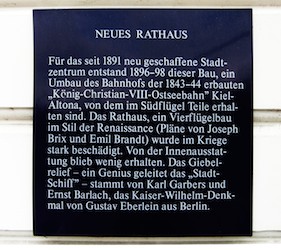 NEUES RATHAUS
Für das seit 1891 neu geschaffene Stadt-
zentrum entstand 1896–98 dieser Bau, ein
Umbau des Bahnhofs der 1843–44 erbauten
„König-Christian-VIII-Ostseebahn" Kiel-
Altona, von dem im Südflügel Teile erhal-
ten sind. Das Rathaus, ein Vierflügelbau
im Stil der Renaissance (Pläne von Joseph
Brix und Emil Brandt) wurde im Kriege
stark beschädigt. Von der Innenausstat-
tung blieb wenig erhalten. Das Giebel-
relief – ein Genius geleitet das „Stadt-
Schiff" – stammt von Karl Garbers und
Ernst Barlach, das Kaiser-Wilhelm-Denk-
mal von Gustav Eberlein aus Berlin.